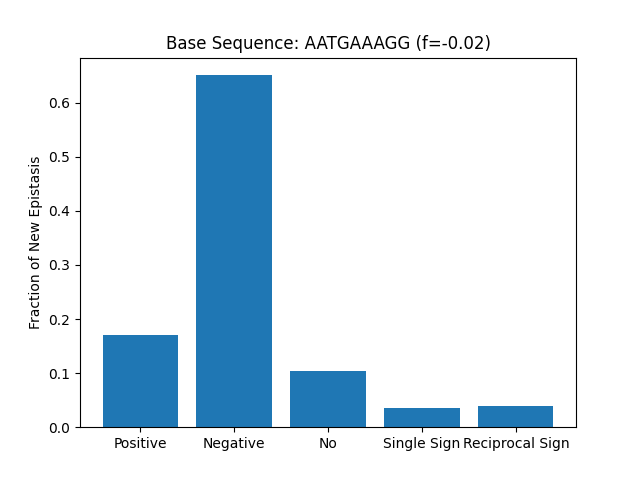 Base Sequence: AATGAAAGG (f=-0.02)
Fraction of New Epistasis
0.6
0.5
0.4
0.3
0.2
0.1
0.0
Positive Negative No Single Sign Reciprocal Sign